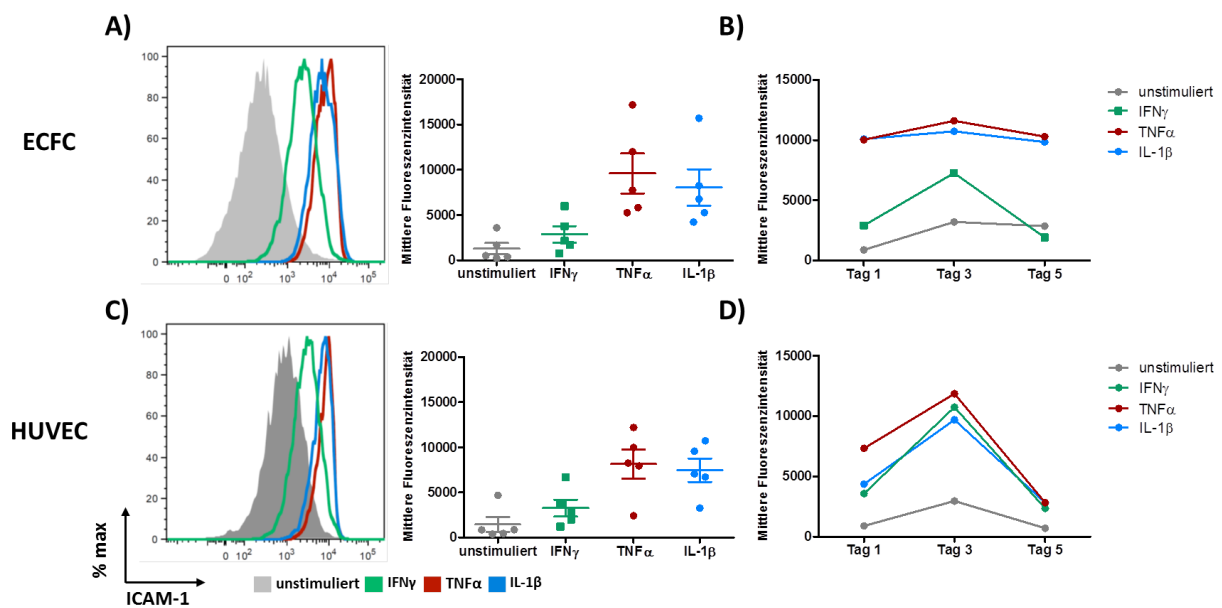 A)
B)
ECFC
100
80
60
40
20
0
0 10² 10³ 10⁴ 10⁵
Mittlere Fluoreszenzintensität
20000
15000
10000
5000
0
unstimuliert IFNγ TNFα IL-1β
Mittlere Fluoreszenzintensität
15000
10000
5000
0
Tag 1 Tag 3 Tag 5
unstimuliert
IFNγ
TNFα
IL-1β
C)
D)
HUVEC
100
80
60
40
20
0
0 10² 10³ 10⁴ 10⁵
Mittlere Fluoreszenzintensität
20000
15000
10000
5000
0
unstimuliert IFNγ TNFα IL-1β
Mittlere Fluoreszenzintensität
15000
10000
5000
0
Tag 1 Tag 3 Tag 5
unstimuliert
IFNγ
TNFα
IL-1β
% max
ICAM-1
unstimuliert IFNγ TNFα IL-1β